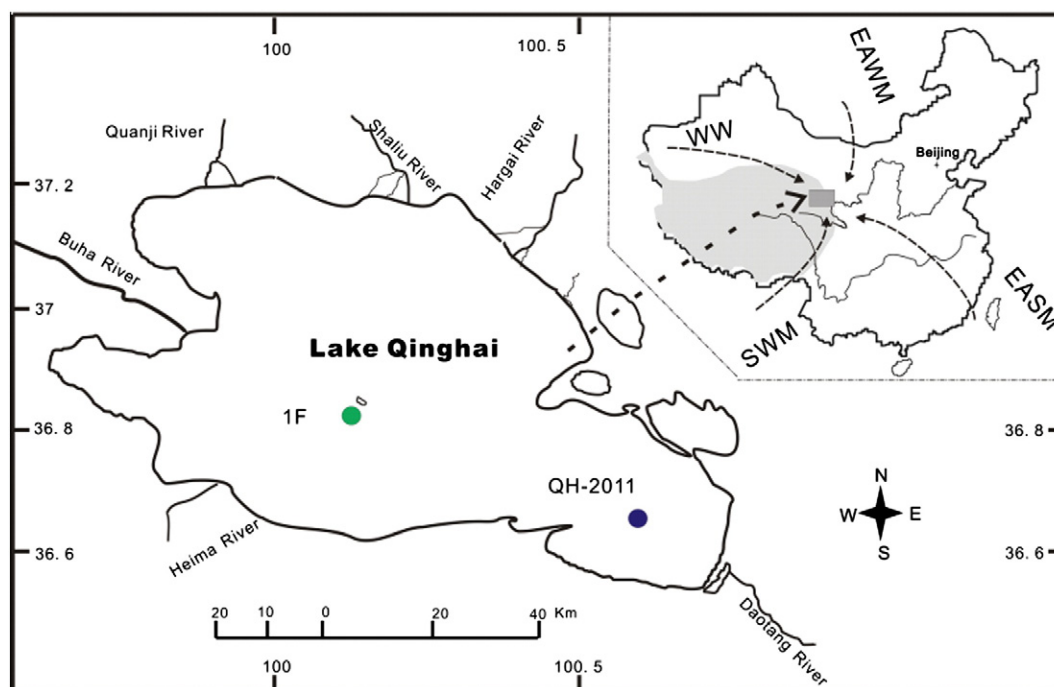 100
100.5
Quanji River
Shaliu River
Hargai River
EAWM
WW
Beijing
37.2
Buha River
37
EASM
SWM
Lake Qinghai
1F
36.8
36.8
QH-2011
N
W
E
S
Heima River
36.6
36.6
Daotang River
20
10
0
20
40
Km
100
100.5